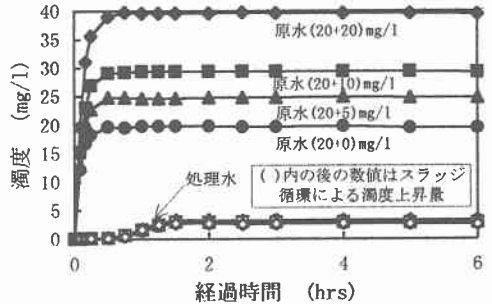 40
35
30
25
20
15
10
5
0
濁度 (mg/l)
原水(20+20)mg/l
原水(20+10)mg/l
原水(20+5)mg/l
原水(20+0)mg/l
処理水
( )内の後の数値はスラッジ
循環による濁度上昇量
0 2 4 6
経過時間 (hrs)